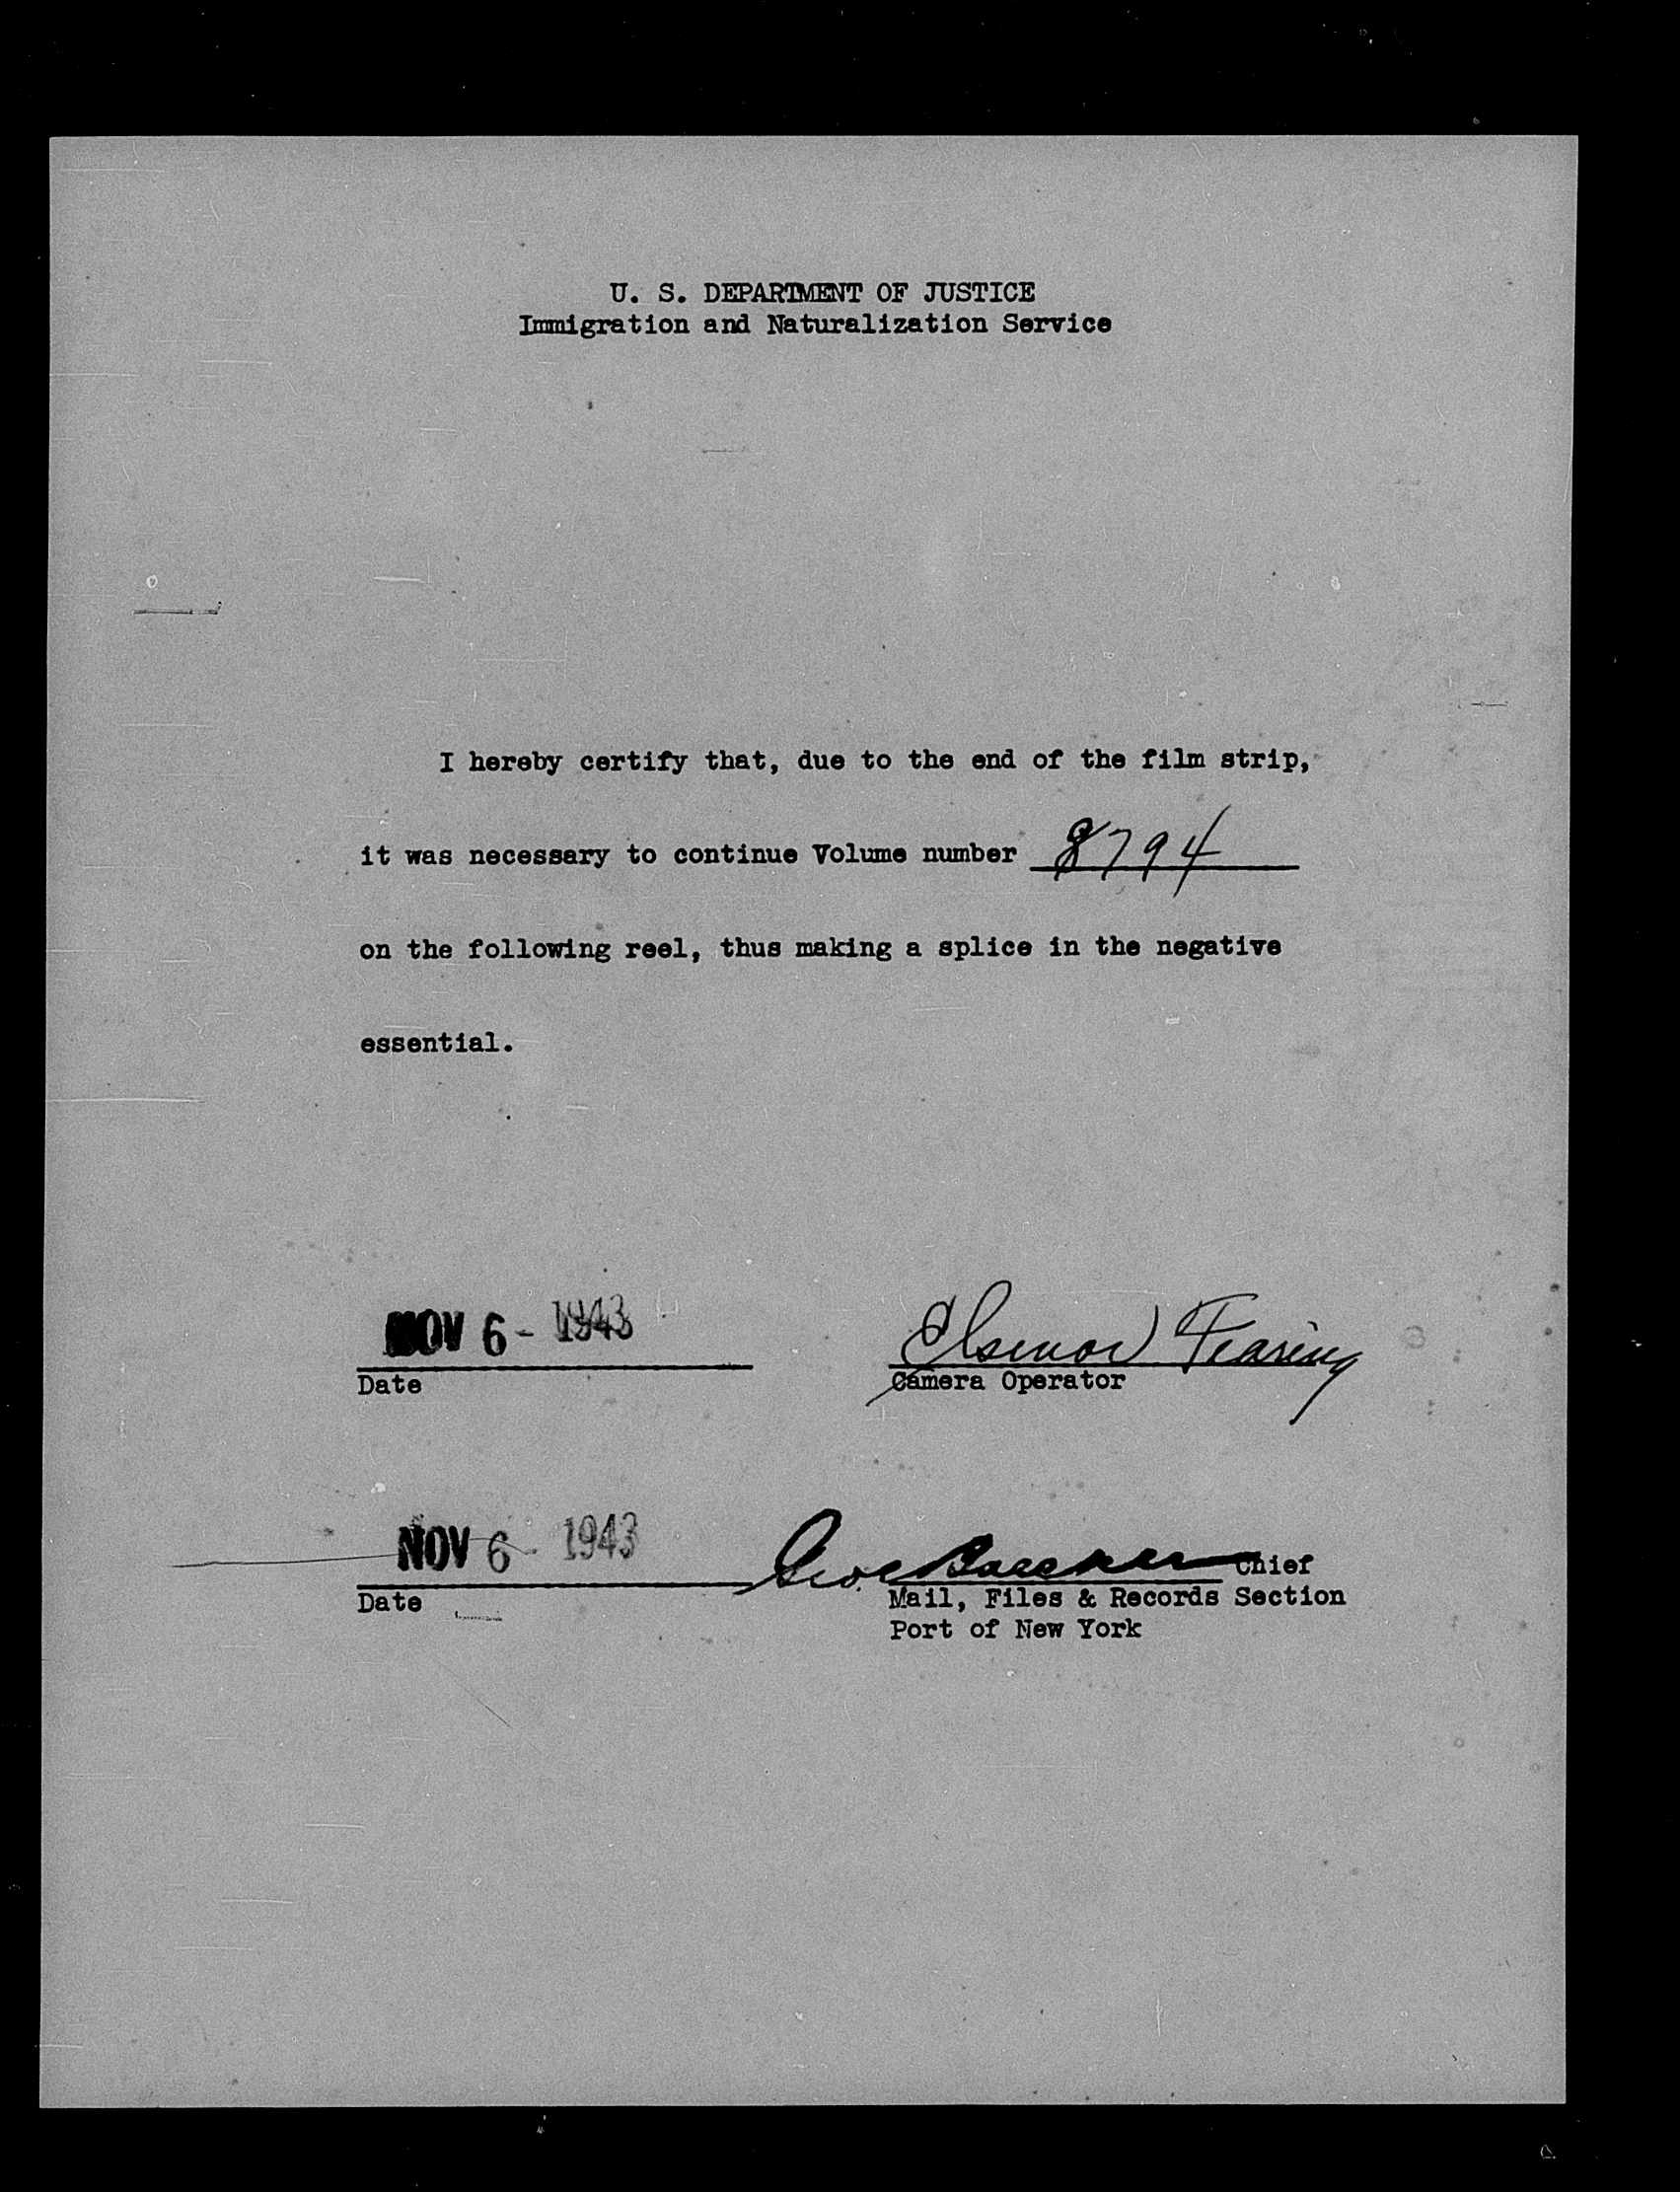 U. S. DEPARTMENT OF JUSTICE
Immigration and Naturalization Service
I hereby certify that, due to the end of the film strip,
it was necessary to continue Volume number 8794
on the following reel, thus making a splice in the negative
essential.
NOV 6 - 1943
Date
Fearing
Camera Operator
NOV 6 - 1943
Date
Chief
Mail, Files & Records Section
Port of New York